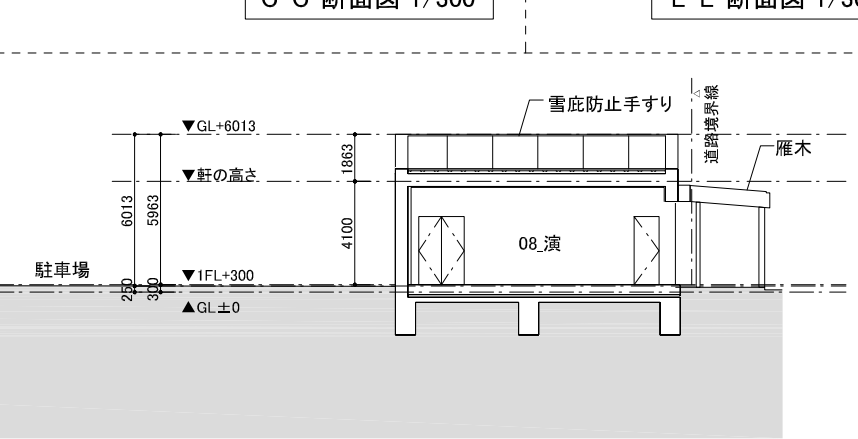 断面図 1/300
断面図
雪庇防止手すり
道路境界線
▼GL+6013
雁木
▼軒の高さ
1863
6013
5963
4100
08_演
駐車場
▼1FL+300
250
300
▲GL±0